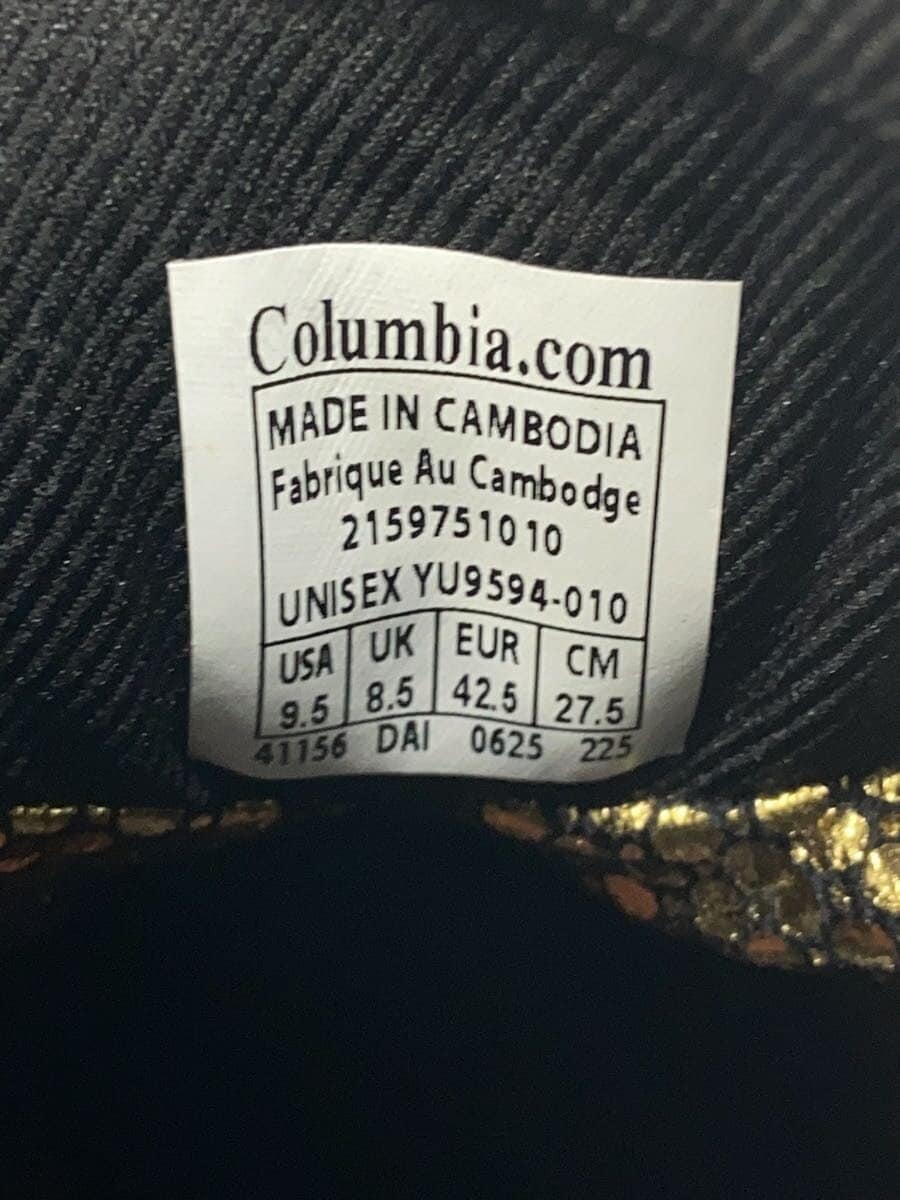 Columbia.com
MADE IN CAMBODIA
Fabrique Au Cambodge
2159751010
UNISEX YU9594-010
USA UK EUR CM
9.5 8.5 42.5 27.5
41156 DAI 0625 225